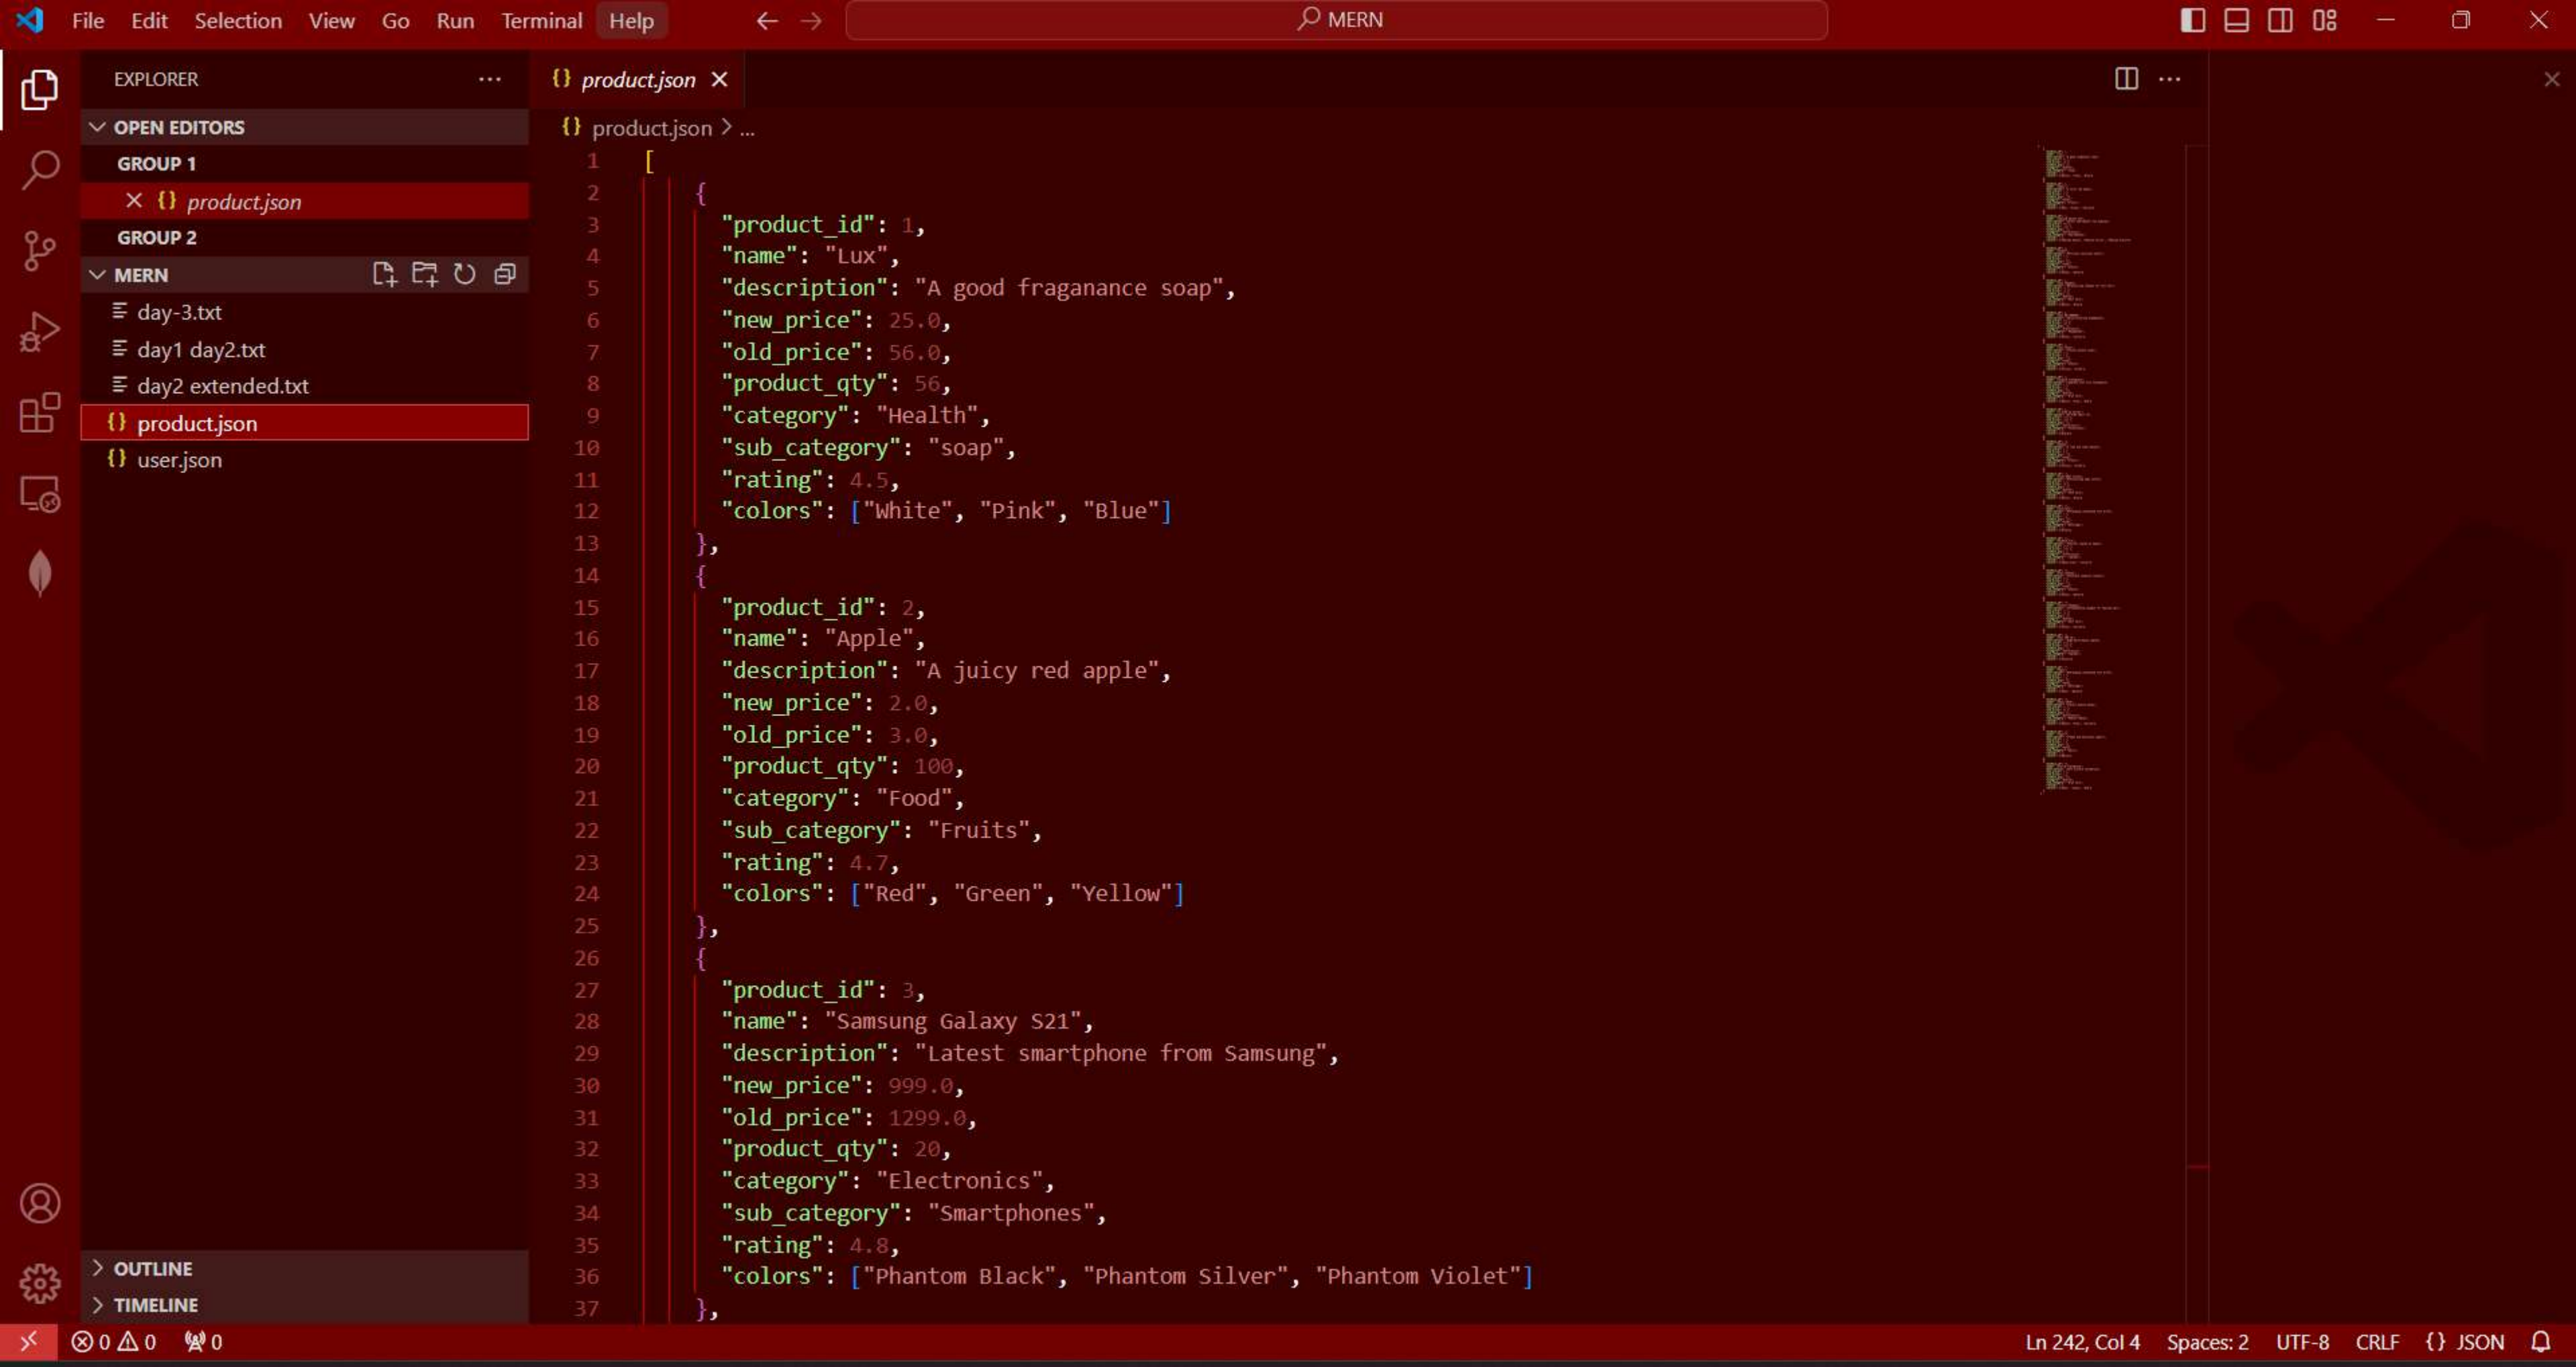 File Edit Selection View Go Run Terminal Help
MERN
EXPLORER
OPEN EDITORS
GROUP 1
product.json
GROUP 2
MERN
day-3.txt
day1 day2.txt
day2 extended.txt
product.json
user.json
OUTLINE
TIMELINE
{} product.json
{} product.json > ...
1 [
2 {
3 "product_id": 1,
4 "name": "Lux",
5 "description": "A good fraganance soap",
6 "new_price": 25.0,
7 "old_price": 56.0,
8 "product_qty": 56,
9 "category": "Health",
10 "sub_category": "soap",
11 "rating": 4.5,
12 "colors": ["White", "Pink", "Blue"]
13 },
14 {
15 "product_id": 2,
16 "name": "Apple",
17 "description": "A juicy red apple",
18 "new_price": 2.0,
19 "old_price": 3.0,
20 "product_qty": 100,
21 "category": "Food",
22 "sub_category": "Fruits",
23 "rating": 4.7,
24 "colors": ["Red", "Green", "Yellow"]
25 },
26 {
27 "product_id": 3,
28 "name": "Samsung Galaxy S21",
29 "description": "Latest smartphone from Samsung",
30 "new_price": 999.0,
31 "old_price": 1299.0,
32 "product_qty": 20,
33 "category": "Electronics",
34 "sub_category": "Smartphones",
35 "rating": 4.8,
36 "colors": ["Phantom Black", "Phantom Silver", "Phantom Violet"]
37 },
0 0 0
Ln 242, Col 4 Spaces: 2 UTF-8 CRLF {} JSON